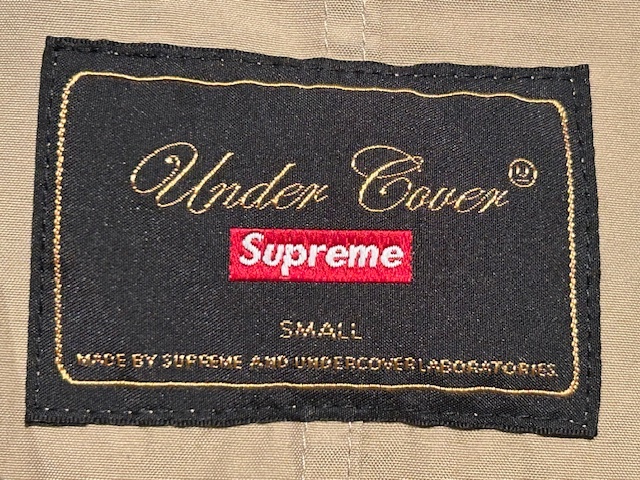 Under Cover
Supreme
SMALL
MADE BY SUPREME AND UNDERCOVER LABORATORIES.